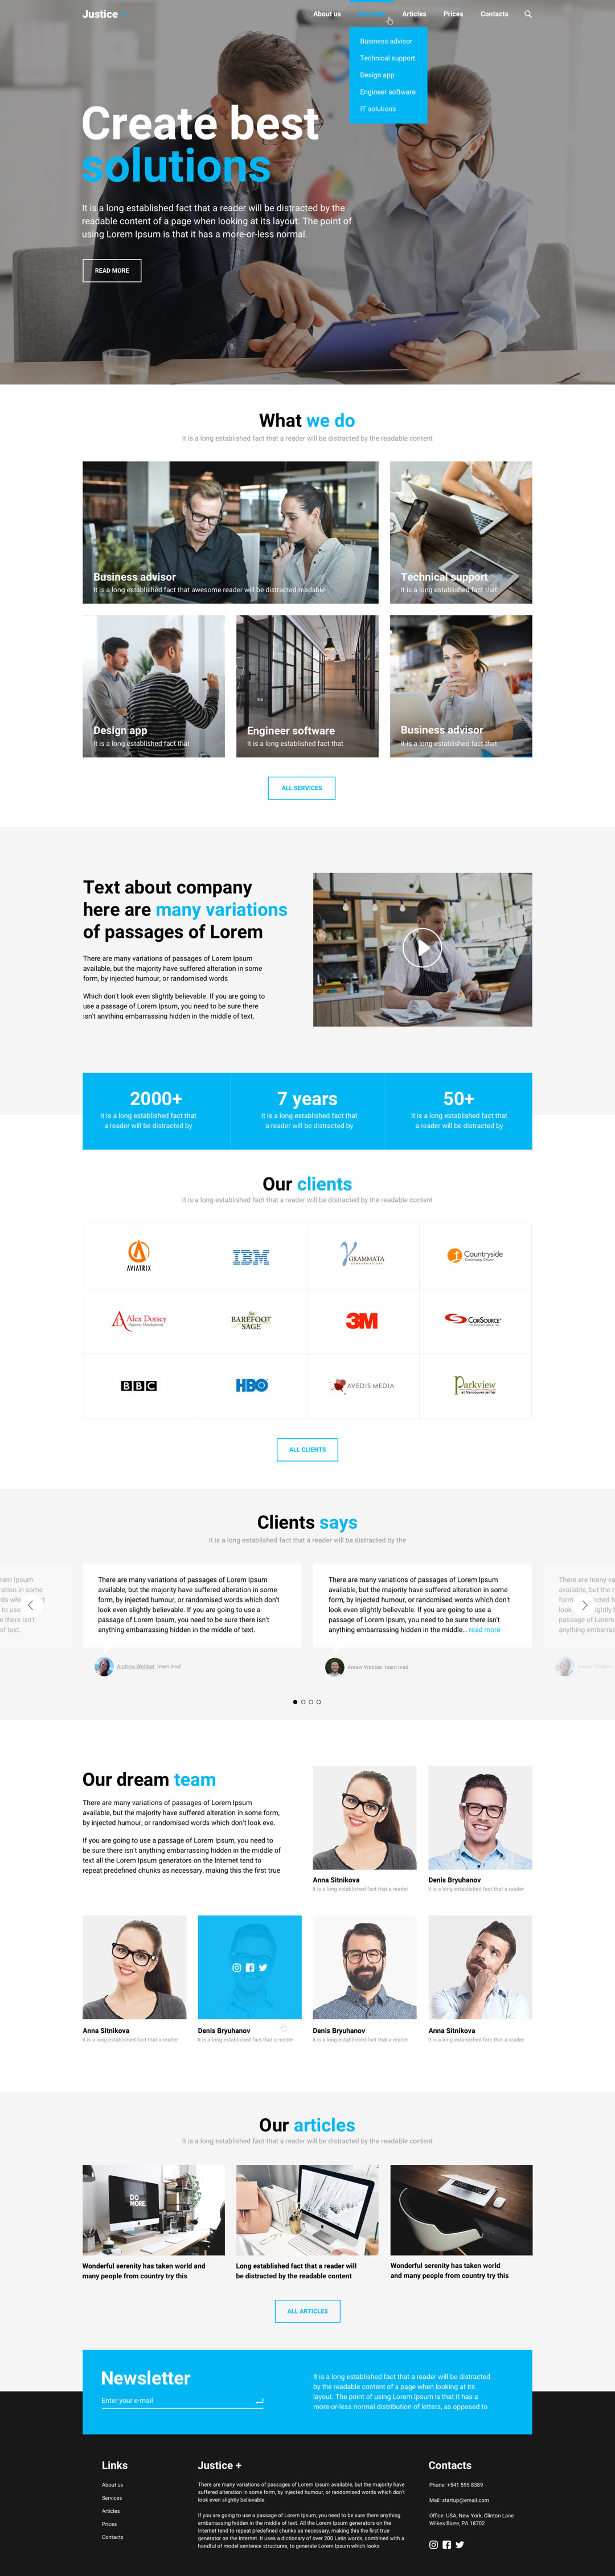 Justice
About us
Articles
Prices
Contacts
Business advisor
Technical support
Design app
Engineer software
IT solutions
Create best
solutions
It is a long established fact that a reader will be distracted by the
readable content of a page when looking at its layout. The point of
using Lorem Ipsum is that it has a more-or-less normal.
READ MORE
What we do
It is a long established fact that a reader will be distracted by the readable content
Business advisor
It is a long established fact that awesome reader will be distracted readable
Technical support
It is a long established fact that
Design app
It is a long established fact that
Engineer software
It is a long established fact that
Business advisor
It is a long established fact that
ALL SERVICES
Text about company
here are many variations
of passages of Lorem
There are many variations of passages of Lorem Ipsum
available, but the majority have suffered alteration in some
form, by injected humour, or randomised words
Which don't look even slightly believable. If you are going to
use a passage of Lorem Ipsum, you need to be sure there
isn't anything embarrassing hidden in the middle of text.
2000+
It is a long established fact that
a reader will be distracted by
7 years
It is a long established fact that
a reader will be distracted by
50+
It is a long established fact that
a reader will be distracted by
Our clients
It is a long established fact that a reader will be distracted by the readable content
AVIATRIX
IBM
GRAMMATA
COMMUNICATIONS
Countryside
Community Church
Alex Dorsey
Business Development
the
BAREFOOT
SAGE
3M
CORSOURCE
BBC
HBO
AVEDIS MEDIA
Parkview
at Vancouvercenter
ALL CLIENTS
Clients says
It is a long established fact that a reader will be distracted by the
There are many variations of passages of Lorem Ipsum
available, but the majority have suffered alteration in some
form, by injected humour, or randomised words which don't
look even slightly believable. If you are going to use a
passage of Lorem Ipsum, you need to be sure there isn't
anything embarrassing hidden in the middle of text.
Andrew Webber, team lead
There are many variations of passages of Lorem Ipsum
available, but the majority have suffered alteration in some
form, by injected humour, or randomised words which don't
look even slightly believable. If you are going to use a
passage of Lorem Ipsum, you need to be sure there isn't
anything embarrassing hidden in the middle... read more
Annew Webber, team lead
Our dream team
There are many variations of passages of Lorem Ipsum
available, but the majority have suffered alteration in some form,
by injected humour, or randomised words which don't look eve.
If you are going to use a passage of Lorem Ipsum, you need to
be sure there isn't anything embarrassing hidden in the middle of
text all the Lorem Ipsum generators on the Internet tend to
repeat predefined chunks as necessary, making this the first true
Anna Sitnikova
It is a long established fact that a reader
Denis Bryuhanov
It is a long established fact that a reader
Anna Sitnikova
It is a long established fact that a reader
Denis Bryuhanov
It is a long established fact that a reader
Denis Bryuhanov
It is a long established fact that a reader
Anna Sitnikova
It is a long established fact that a reader
Our articles
It is a long established fact that a reader will be distracted by the readable content
DO
MORE.
Wonderful serenity has taken world and
many people from country try this
Long established fact that a reader will
be distracted by the readable content
Wonderful serenity has taken world
and many people from country try this
ALL ARTICLES
Newsletter
Enter your e-mail
It is a long established fact that a reader will be distracted
by the readable content of a page when looking at its
layout. The point of using Lorem Ipsum is that it has a
more-or-less normal distribution of letters, as opposed to
Links
About us
Services
Articles
Prices
Contacts
Justice +
There are many variations of passages of Lorem Ipsum available, but the majority have
suffered alteration in some form, by injected humour, or randomised words which don't
look even slightly believable.
If you are going to use a passage of Lorem Ipsum, you need to be sure there isn't anything
embarrassing hidden in the middle of text. All the Lorem Ipsum generators on the
Internet tend to repeat predefined chunks as necessary, making this the first true
generator on the Internet. It uses a dictionary of over 200 Latin words, combined with a
handful of model sentence structures, to generate Lorem Ipsum which looks
Contacts
Phone: +541 595 8389
Mail: startup@email.com
Office: USA, New York, Clinton Lane
Wilkes Barre, PA 18702